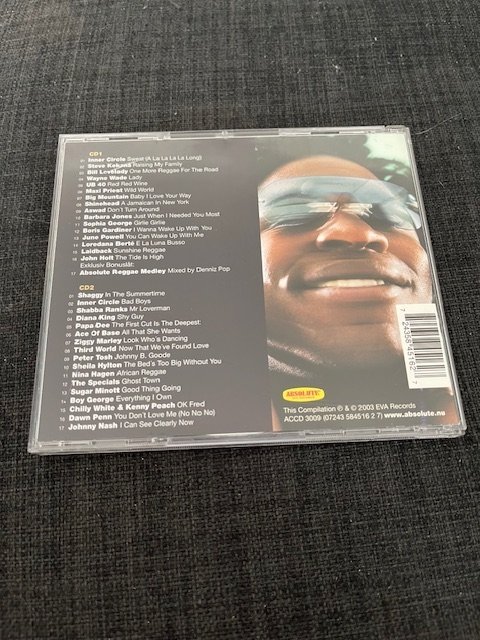 CD1
01 Inner Circle Sweat (A La La La La Long)
02 Steve Kekana Raising My Family
03 Bill Lovelady One More Reggae For The Road
04 Wayne Wade Lady
05 UB 40 Red Red Wine
06 Maxi Priest Wild World
07 Big Mountain Baby I Love Your Way
08 Shinehead A Jamaican In New York
09 Aswad Don't Turn Around
10 Barbara Jones Just When I Needed You Most
11 Sophia George Girlie Girlie
12 Boris Gardiner I Wanna Wake Up With You
13 June Powell You Can Wake Up With Me
14 Loredana Berté E La Luna Busso
15 Laidback Sunshine Reggae
16 John Holt The Tide Is High
Exklusiv Bonuslåt:
17 Absolute Reggae Medley Mixed by Denniz Pop
CD2
01 Shaggy In The Summertime
02 Inner Circle Bad Boys
03 Shabba Ranks Mr Loverman
04 Diana King Shy Guy
05 Papa Dee The First Cut Is The Deepest:
06 Ace Of Base All That She Wants
07 Ziggy Marley Look Who's Dancing
08 Third World Now That We've Found Love
09 Peter Tosh Johnny B. Goode
10 Sheila Hylton The Bed's Too Big Without You
11 Nina Hagen African Reggae
12 The Specials Ghost Town
13 Sugar Minott Good Thing Going
14 Boy George Everything I Own
15 Chilly White & Kenny Peach OK Fred
16 Dawn Penn You Don't Love Me (No No No)
17 Johnny Nash I Can See Clearly Now
ABSOLUTE
This Compilation ℗ & © 2003 EVA Records
ACCD 3009 (07243 584516 2 7) www.absolute.nu
7 24358 45162 7